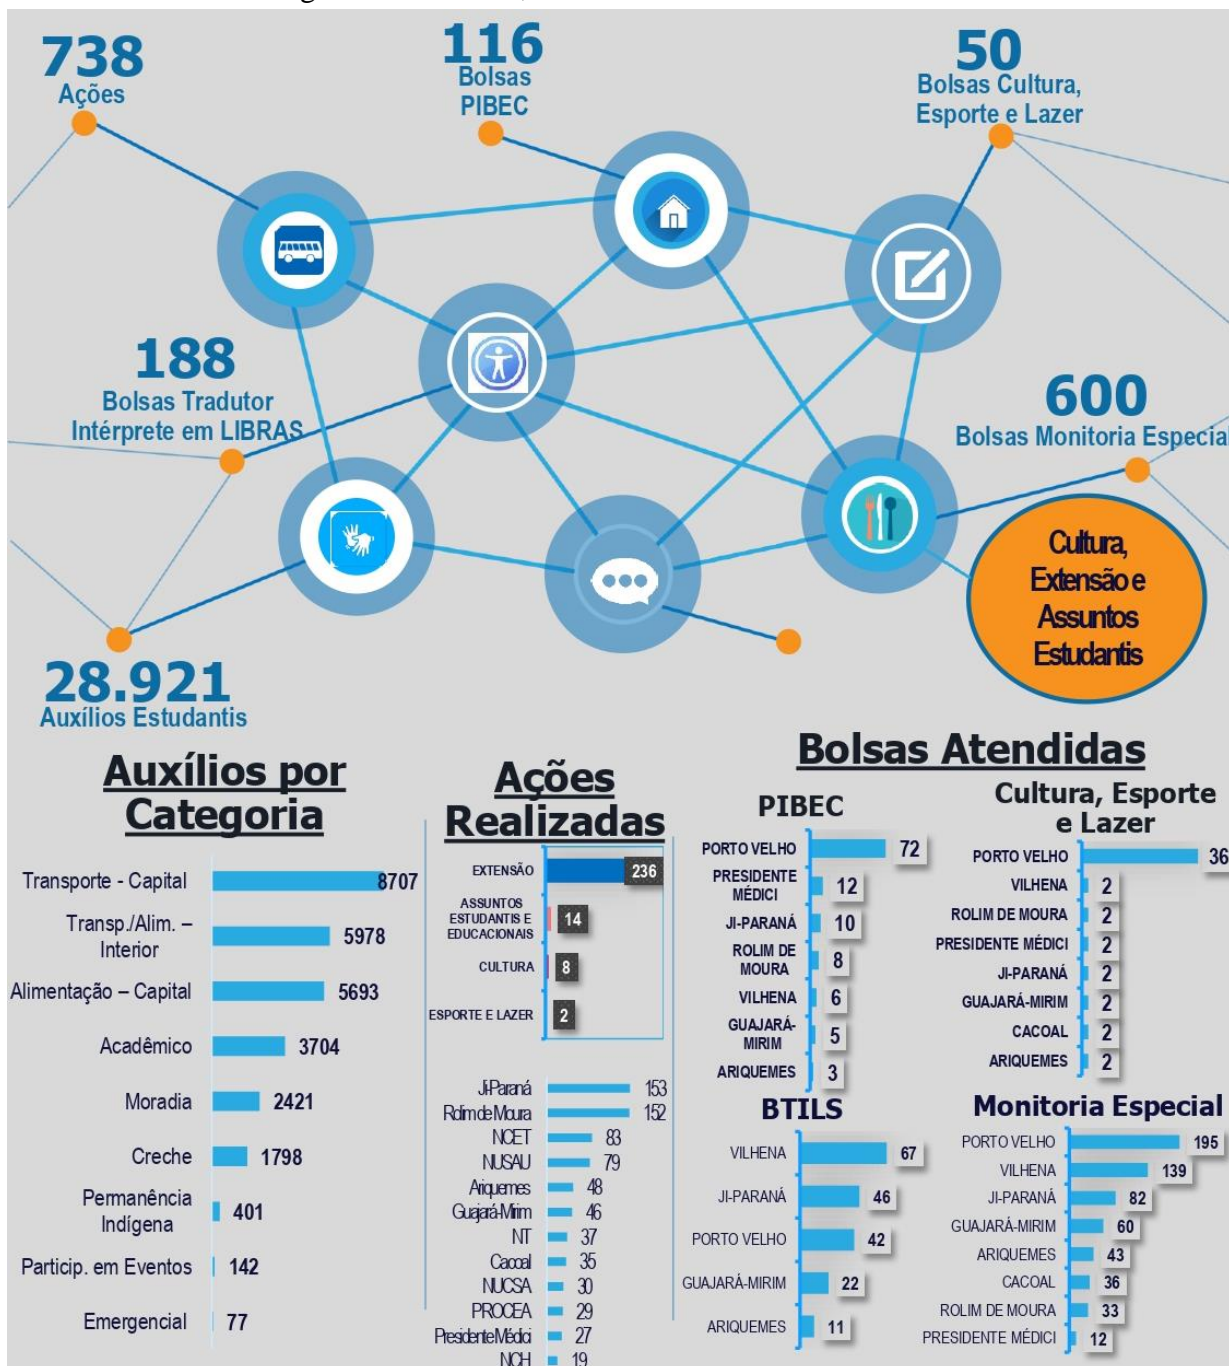 738
Ações
116
Bolsas
PIBEC
50
Bolsas Cultura,
Esporte e Lazer
188
Bolsas Tradutor
Intérprete em LIBRAS
600
Bolsas Monitoria Especial
Cultura,
Extensão e
Assuntos
Estudantis
28.921
Auxílios Estudantis
Auxílios por
Categoria
Transporte - Capital 8707
Transp./Alim. –
Interior 5978
Alimentação – Capital 5693
Acadêmico 3704
Moradia 2421
Creche 1798
Permanência
Indígena 401
Particip. em Eventos 142
Emergencial 77
Ações
Realizadas
EXTENSÃO 236
ASSUNTOS
ESTUDANTIS E
EDUCACIONAIS 14
CULTURA 8
ESPORTE E LAZER 2
Ji-Paraná 153
Rolim de Moura 152
NCET 83
NUSAU 79
Ariquemes 48
Guajará-Mirim 46
NT 37
Cacoal 35
NUCSA 30
PROCEA 29
Presidente Médici 27
NCH 19
Bolsas Atendidas
PIBEC
PORTO VELHO 72
PRESIDENTE
MÉDICI 12
JI-PARANÁ 10
ROLIM DE
MOURA 8
VILHENA 6
GUAJARÁ-
MIRIM 5
ARIQUEMES 3
Cultura, Esporte
e Lazer
PORTO VELHO 36
VILHENA 2
ROLIM DE MOURA 2
PRESIDENTE MÉDICI 2
JI-PARANÁ 2
GUAJARÁ-MIRIM 2
CACOAL 2
ARIQUEMES 2
BTILS
VILHENA 67
JI-PARANÁ 46
PORTO VELHO 42
GUAJARÁ-MIRIM 22
ARIQUEMES 11
Monitoria Especial
PORTO VELHO 195
VILHENA 139
JI-PARANÁ 82
GUAJARÁ-MIRIM 60
ARIQUEMES 43
CACOAL 36
ROLIM DE MOURA 33
PRESIDENTE MÉDICI 12